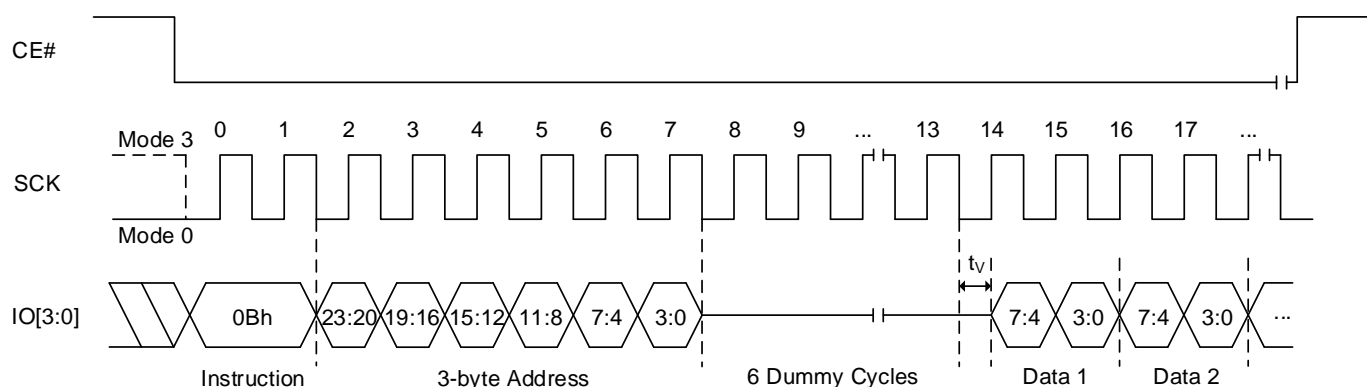 CE#
0 1 2 3 4 5 6 7 8 9 ... 13 14 15 16 17 ...
Mode 3
SCK
Mode 0
tV
IO[3:0] 0Bh 23:20 19:16 15:12 11:8 7:4 3:0 7:4 3:0 7:4 3:0 ...
Instruction 3-byte Address 6 Dummy Cycles Data 1 Data 2